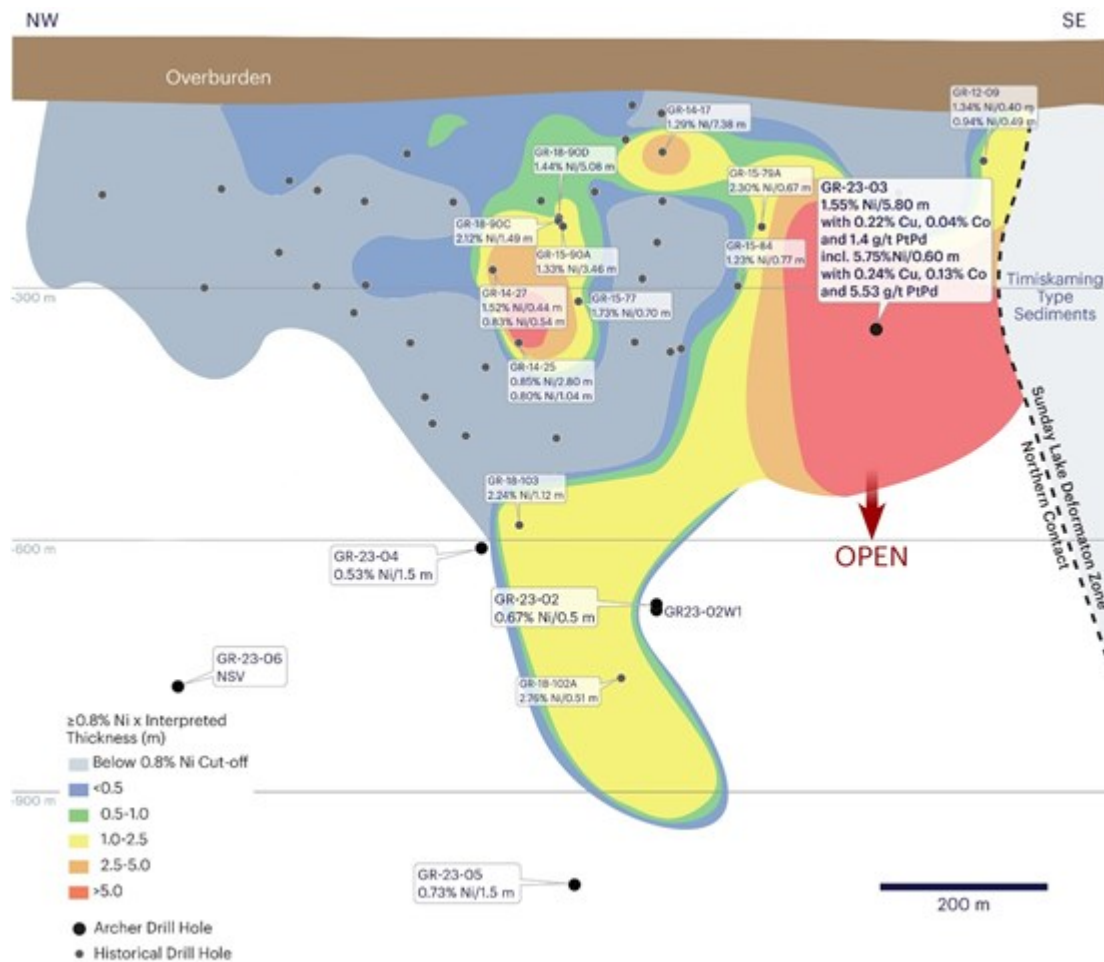 NW
SE
Overburden
GR-12-09
1.34% Ni/0.40 m
0.94% Ni/0.49 m
GR-14-17
1.29% Ni/7.38 m
GR-18-90D
1.44% Ni/5.08 m
GR-15-79A
2.30% Ni/0.67 m
GR-23-03
1.55% Ni/5.80 m
with 0.22% Cu, 0.04% Co
and 1.4 g/t PtPd
incl. 5.75%Ni/0.60 m
with 0.24% Cu, 0.13% Co
and 5.53 g/t PtPd
GR-18-90C
2.12% Ni/1.49 m
GR-15-90A
1.33% Ni/3.46 m
GR-15-84
1.23% Ni/0.77 m
-300 m
Timiskaming
Type
Sediments
GR-14-27
1.52% Ni/0.44 m
0.83% Ni/0.54 m
GR-15-77
1.73% Ni/0.70 m
GR-14-25
0.85% Ni/2.80 m
0.80% Ni/1.04 m
Sunday Lake Deformaton Zone
Northern Contact
GR-18-103
2.24% Ni/1.12 m
-600 m
OPEN
GR-23-04
0.53% Ni/1.5 m
GR-23-02
0.67% Ni/0.5 m
GR23-02W1
GR-23-06
NSV
GR-18-102A
2.76% Ni/0.51 m
≥0.8% Ni x Interpreted
Thickness (m)
Below 0.8% Ni Cut-off
<0.5
0.5-1.0
1.0-2.5
2.5-5.0
>5.0
-900 m
GR-23-05
0.73% Ni/1.5 m
200 m
Archer Drill Hole
Historical Drill Hole